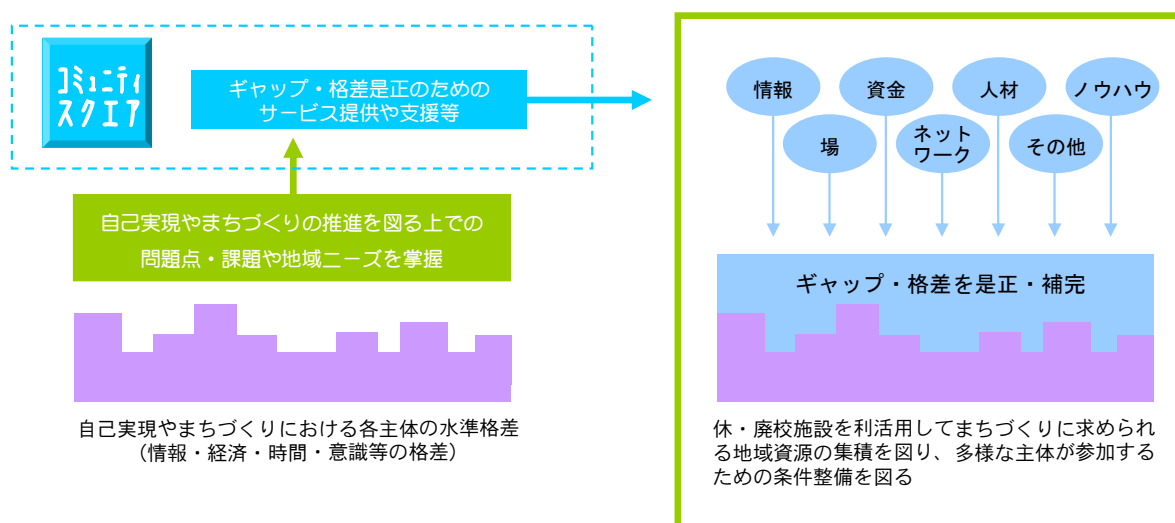 コミュニティ
スクエア
ギャップ・格差是正のための
サービス提供や支援等
自己実現やまちづくりの推進を図る上での
問題点・課題や地域ニーズを掌握
自己実現やまちづくりにおける各主体の水準格差
（情報・経済・時間・意識等の格差）
情報
資金
人材
ノウハウ
場
ネット
ワーク
その他
ギャップ・格差を是正・補完
休・廃校施設を利活用してまちづくりに求められ
る地域資源の集積を図り、多様な主体が参加する
ための条件整備を図る